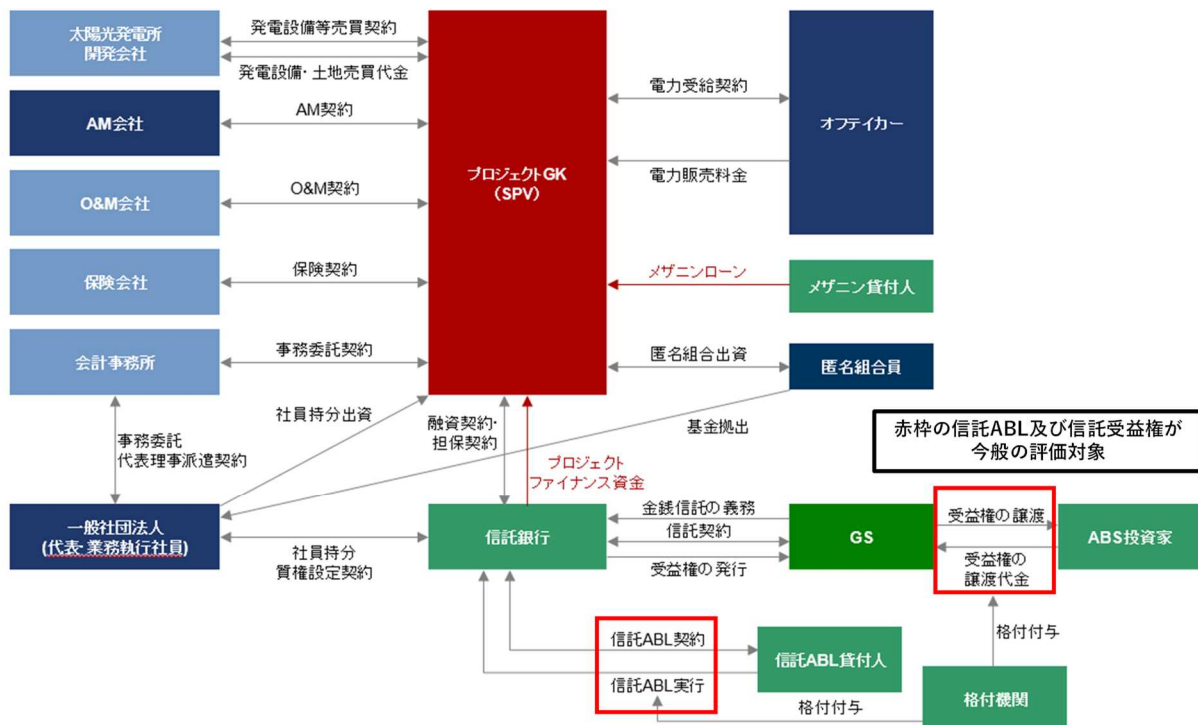 太陽光発電所
開発会社
発電設備等売買契約
発電設備・土地売買代金
AM会社
AM契約
O&M会社
O&M契約
保険会社
保険契約
会計事務所
事務委託契約
プロジェクトGK
（SPV）
電力受給契約
電力販売料金
オフテイカー
メザニンローン
メザニン貸付人
匿名組合出資
匿名組合員
事務委託
代表理事派遣契約
社員持分出資
融資契約・
担保契約
プロジェクト
ファイナンス資金
基金拠出
赤枠の信託ABL及び信託受益権が
今般の評価対象
一般社団法人
(代表・業務執行社員)
社員持分
質権設定契約
信託銀行
金銭信託の義務
信託契約
受益権の発行
GS
受益権の譲渡
受益権の
譲渡代金
ABS投資家
信託ABL契約
信託ABL実行
信託ABL貸付人
格付付与
格付付与
格付機関